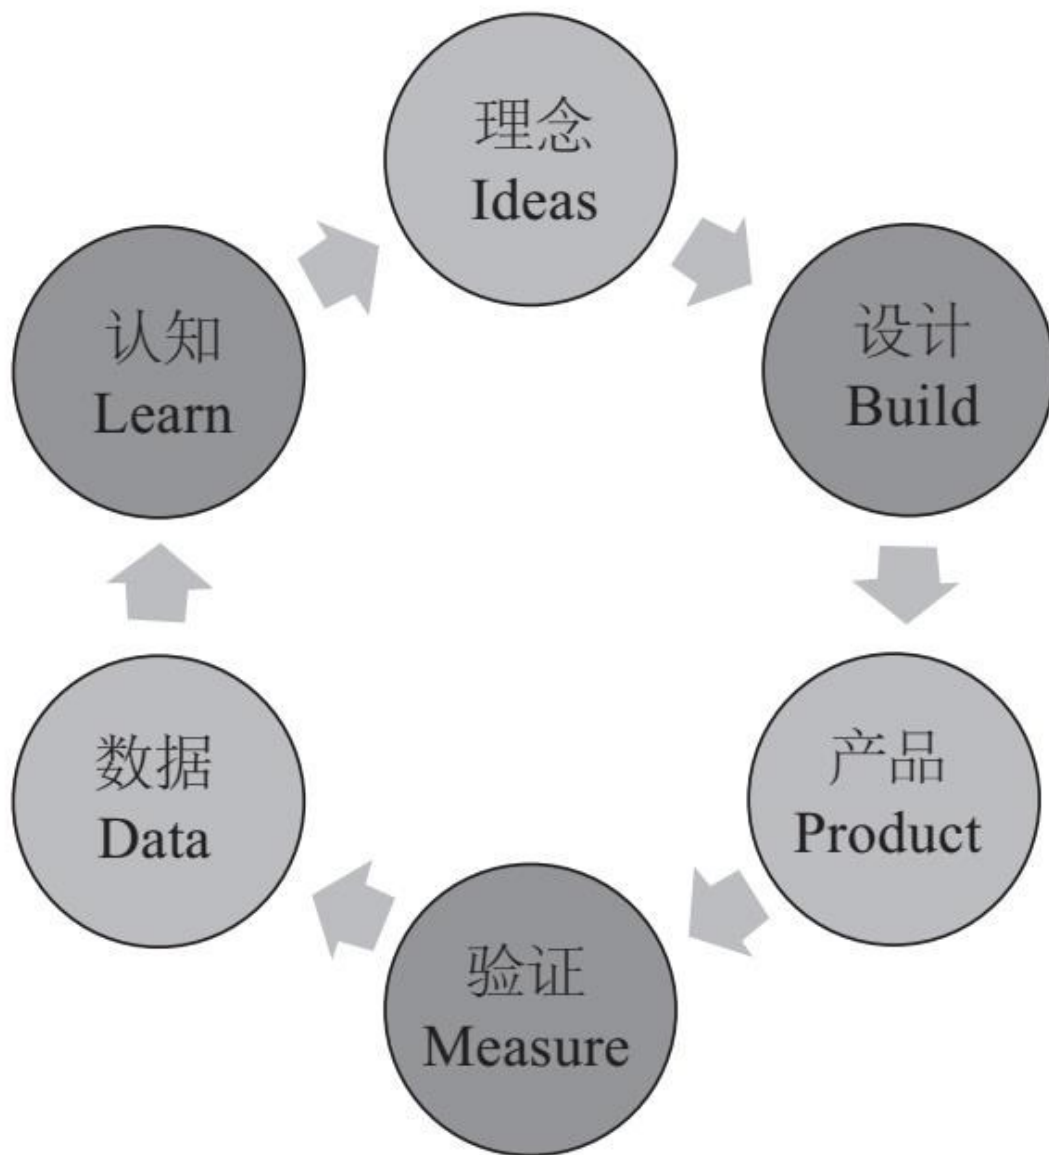 理念
Ideas
设计
Build
产品
Product
验证
Measure
数据
Data
认知
Learn